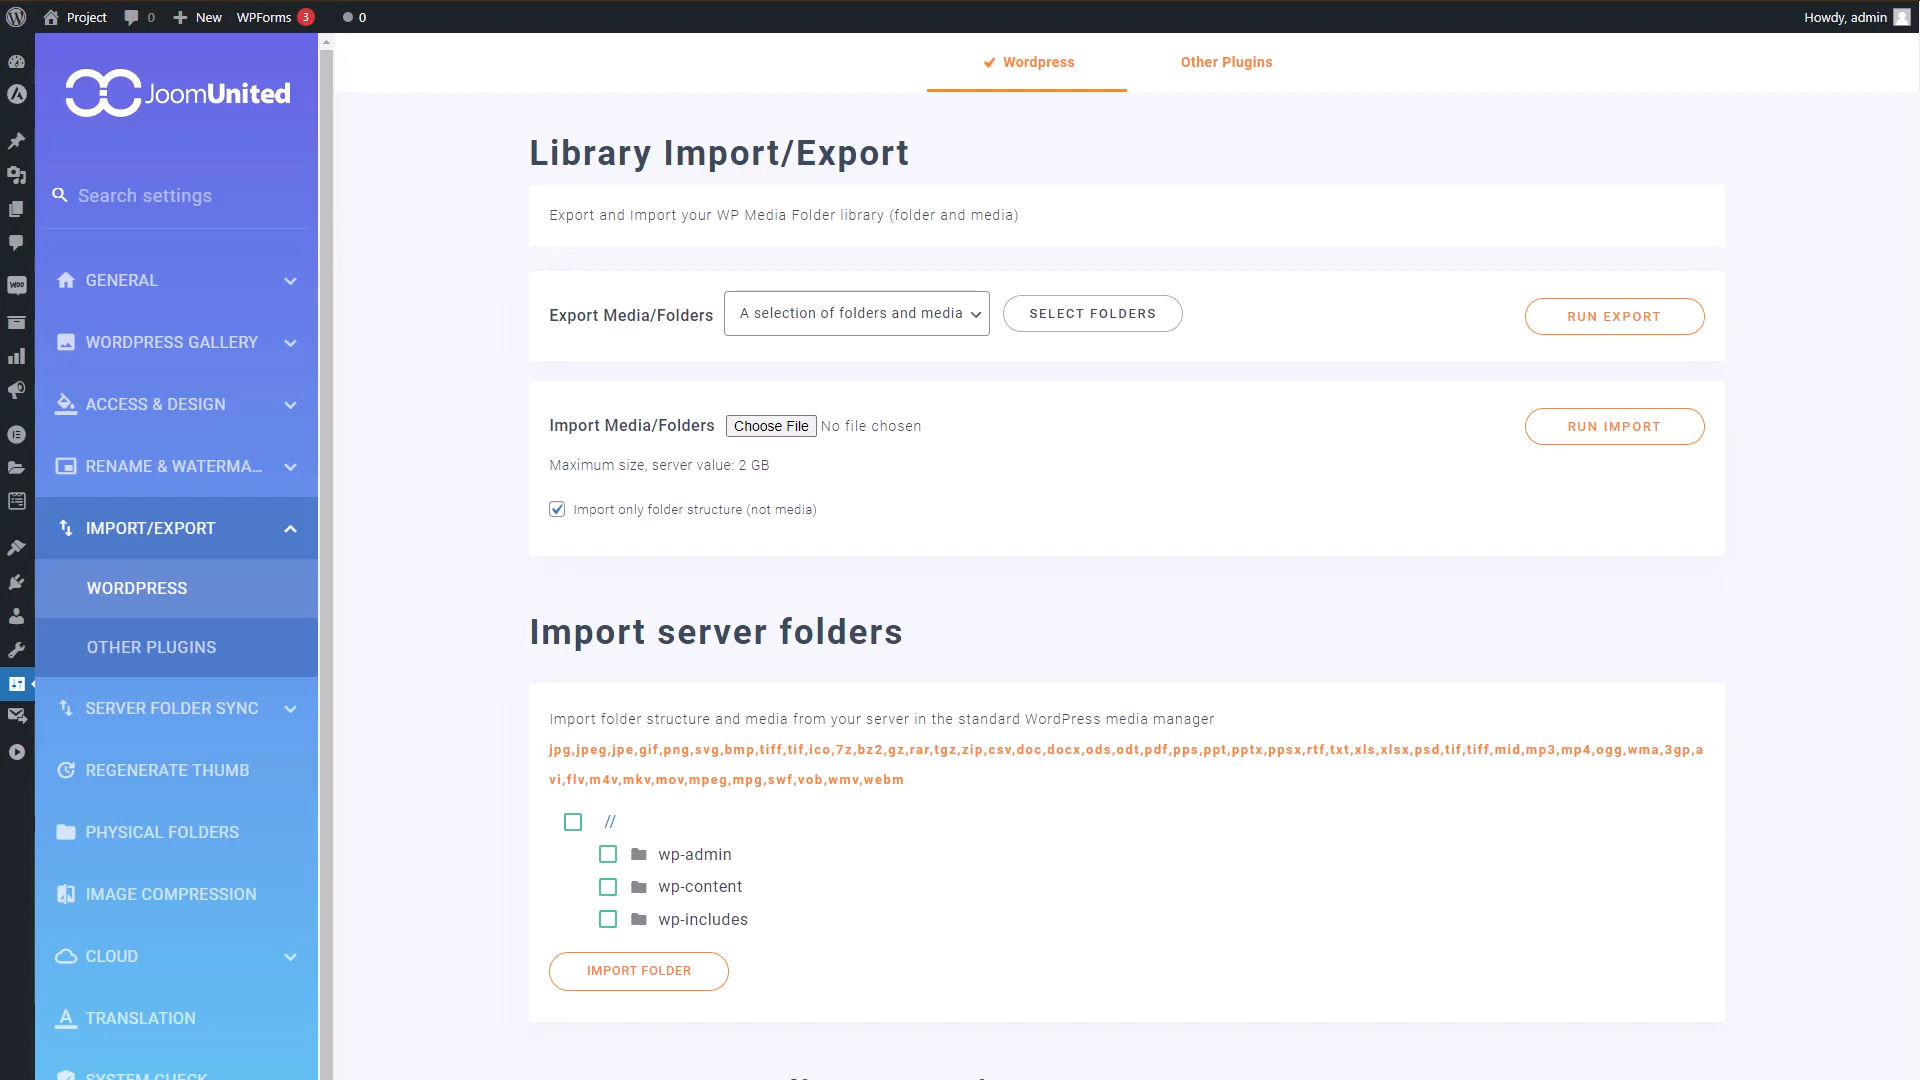 Project
0
New
WPForms 3
0
Howdy, admin
JoomUnited
Search settings
GENERAL
WORDPRESS GALLERY
ACCESS & DESIGN
RENAME & WATERMA...
IMPORT/EXPORT
WORDPRESS
OTHER PLUGINS
SERVER FOLDER SYNC
REGENERATE THUMB
PHYSICAL FOLDERS
IMAGE COMPRESSION
CLOUD
TRANSLATION
SYSTEM CHECK
Wordpress
Other Plugins
Library Import/Export
Export and Import your WP Media Folder library (folder and media)
Export Media/Folders
A selection of folders and media
SELECT FOLDERS
RUN EXPORT
Import Media/Folders
Choose File No file chosen
RUN IMPORT
Maximum size, server value: 2 GB
Import only folder structure (not media)
Import server folders
Import folder structure and media from your server in the standard WordPress media manager
jpg,jpeg,jpe,gif,png,svg,bmp,tiff,tif,ico,7z,bz2,gz,rar,tgz,zip,csv,doc,docx,ods,odt,pdf,pps,ppt,pptx,ppsx,rtf,txt,xls,xlsx,psd,tif,tiff,mid,mp3,mp4,ogg,wma,3gp,a
vi,flv,m4v,mkv,mov,mpeg,mpg,swf,vob,wmv,webm
//
wp-admin
wp-content
wp-includes
IMPORT FOLDER